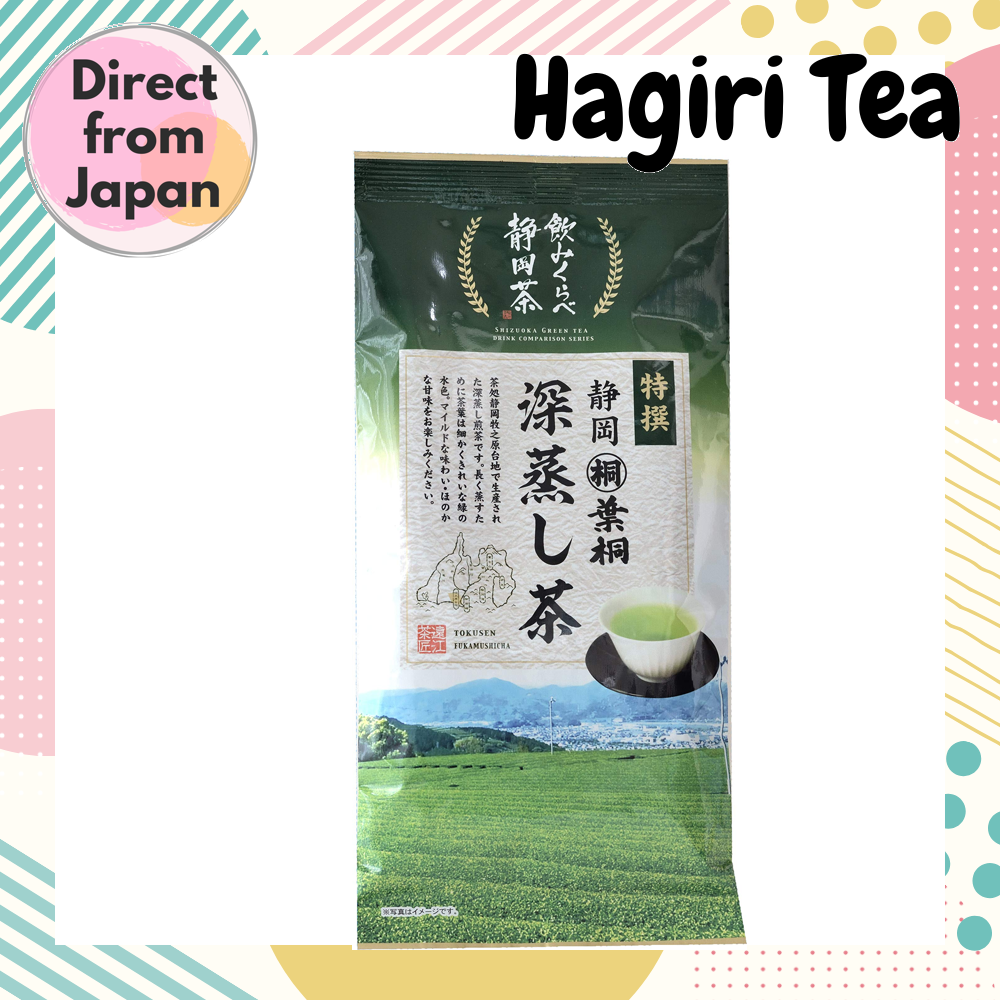 Direct
from
Japan
Hagiri Tea
飲みくらべ
静岡茶
SHIZUOKA GREEN TEA
DRINK COMPARISON SERIES
特撰
静岡 桐 葉桐
深蒸し茶
茶処静岡牧之原台地で生産され
た深蒸し煎茶です。長く蒸すた
めに茶葉は細かくきれいな緑の
水色。マイルドな味わい・ほのか
な甘味をお楽しみください。
遠江
茶匠
TOKUSEN
FUKAMUSHICHA
※写真はイメージです。